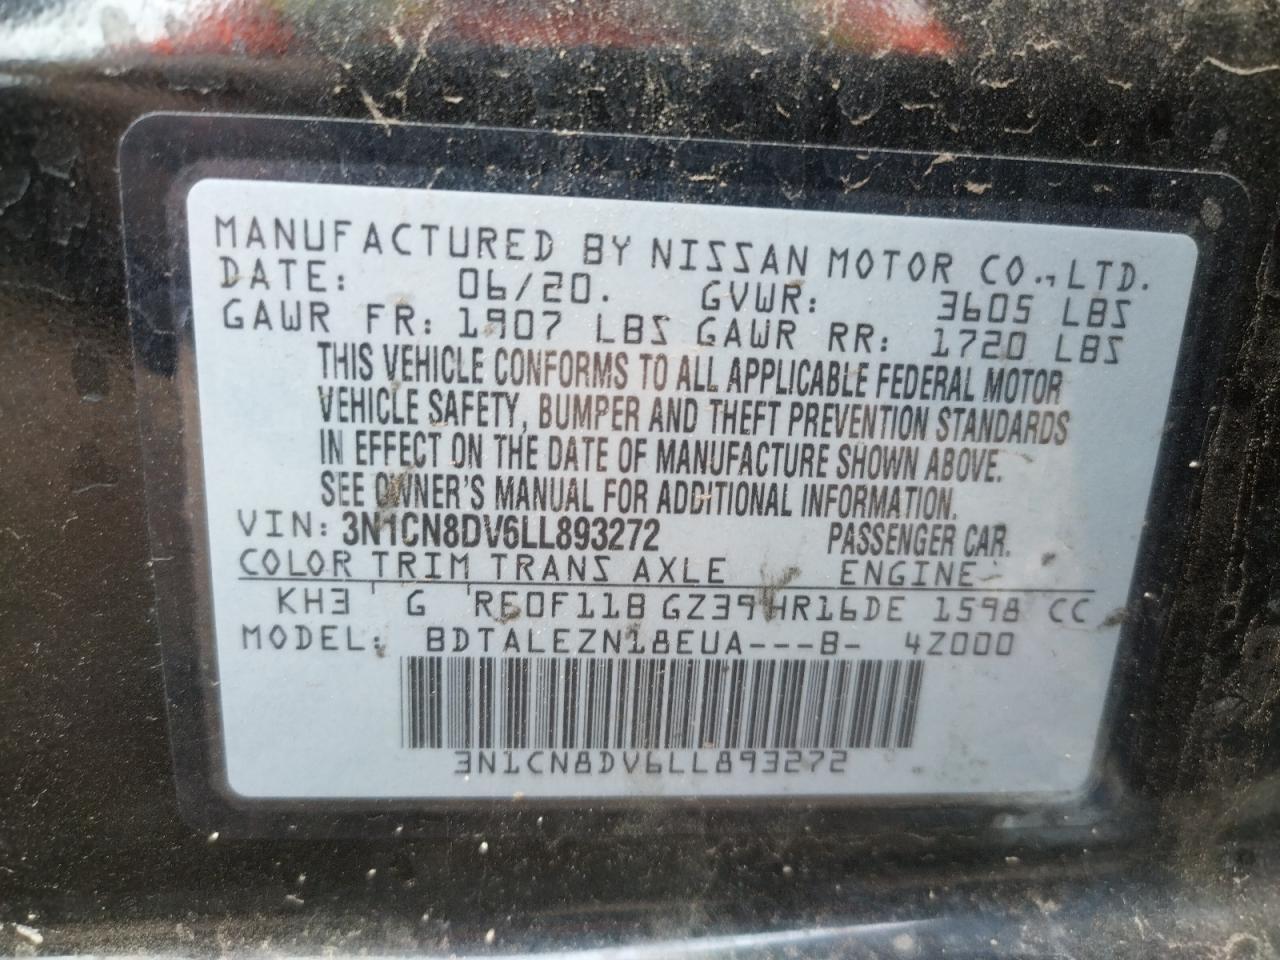 MANUFACTURED BY NISSAN MOTOR CO., LTD.
DATE: 06/20. GVWR: 3605 LBS
GAWR FR: 1907 LBS GAWR RR: 1720 LBS
THIS VEHICLE CONFORMS TO ALL APPLICABLE FEDERAL MOTOR
VEHICLE SAFETY, BUMPER AND THEFT PREVENTION STANDARDS
IN EFFECT ON THE DATE OF MANUFACTURE SHOWN ABOVE.
SEE OWNER'S MANUAL FOR ADDITIONAL INFORMATION.
VIN: 3N1CN8DV6LL893272 PASSENGER CAR.
COLOR TRIM TRANS AXLE ENGINE
KH3 G RE0F11B GZ39 HR16DE 1598 CC
MODEL: BDTALEZN18EUA---B- 4Z000
3N1CN8DV6LL893272